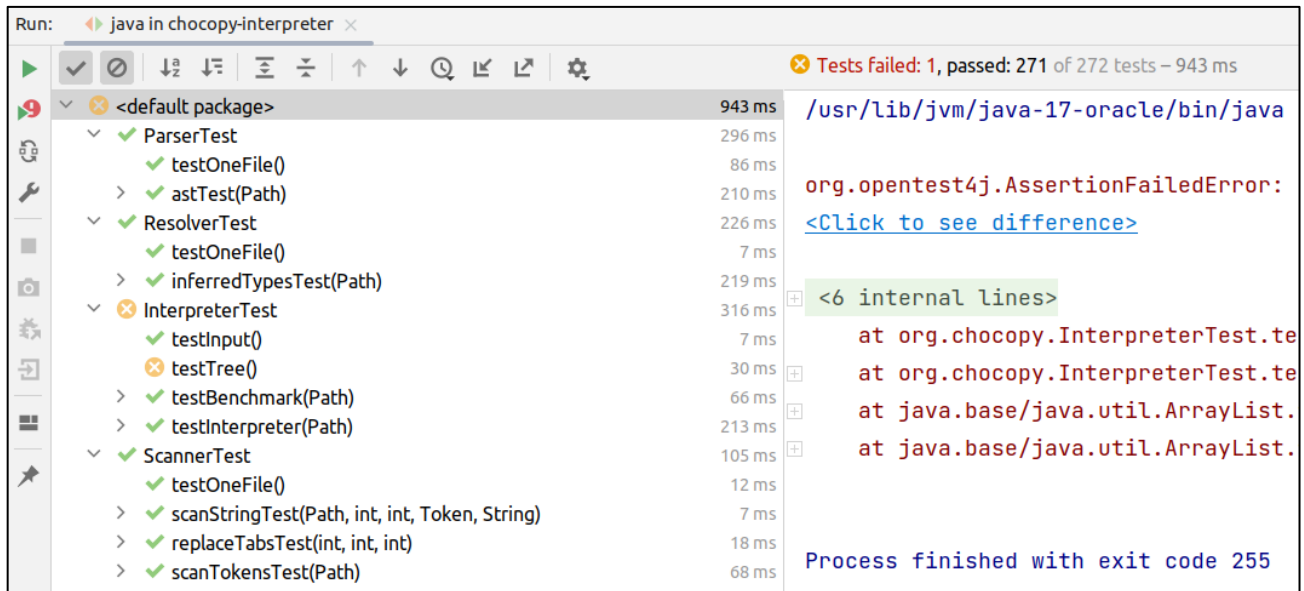 Run: java in chocopy-interpreter
Tests failed: 1, passed: 271 of 272 tests – 943 ms
<default package> 943 ms
ParserTest 296 ms
testOneFile() 86 ms
astTest(Path) 210 ms
ResolverTest 226 ms
testOneFile() 7 ms
inferredTypesTest(Path) 219 ms
InterpreterTest 316 ms
testInput() 7 ms
testTree() 30 ms
testBenchmark(Path) 66 ms
testInterpreter(Path) 213 ms
ScannerTest 105 ms
testOneFile() 12 ms
scanStringTest(Path, int, int, Token, String) 7 ms
replaceTabsTest(int, int, int) 18 ms
scanTokensTest(Path) 68 ms
/usr/lib/jvm/java-17-oracle/bin/java
org.opentest4j.AssertionFailedError:
<Click to see difference>
<6 internal lines>
at org.chocopy.InterpreterTest.te
at org.chocopy.InterpreterTest.te
at java.base/java.util.ArrayList.
at java.base/java.util.ArrayList.
Process finished with exit code 255